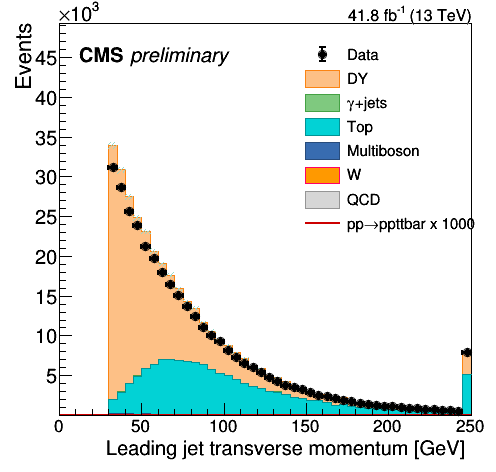 ×10³
41.8 fb⁻¹ (13 TeV)
Events
CMS preliminary
Data
DY
γ+jets
Top
Multiboson
W
QCD
pp→ppttbar x 1000
45
40
35
30
25
20
15
10
5
0 50 100 150 200 250
Leading jet transverse momentum [GeV]